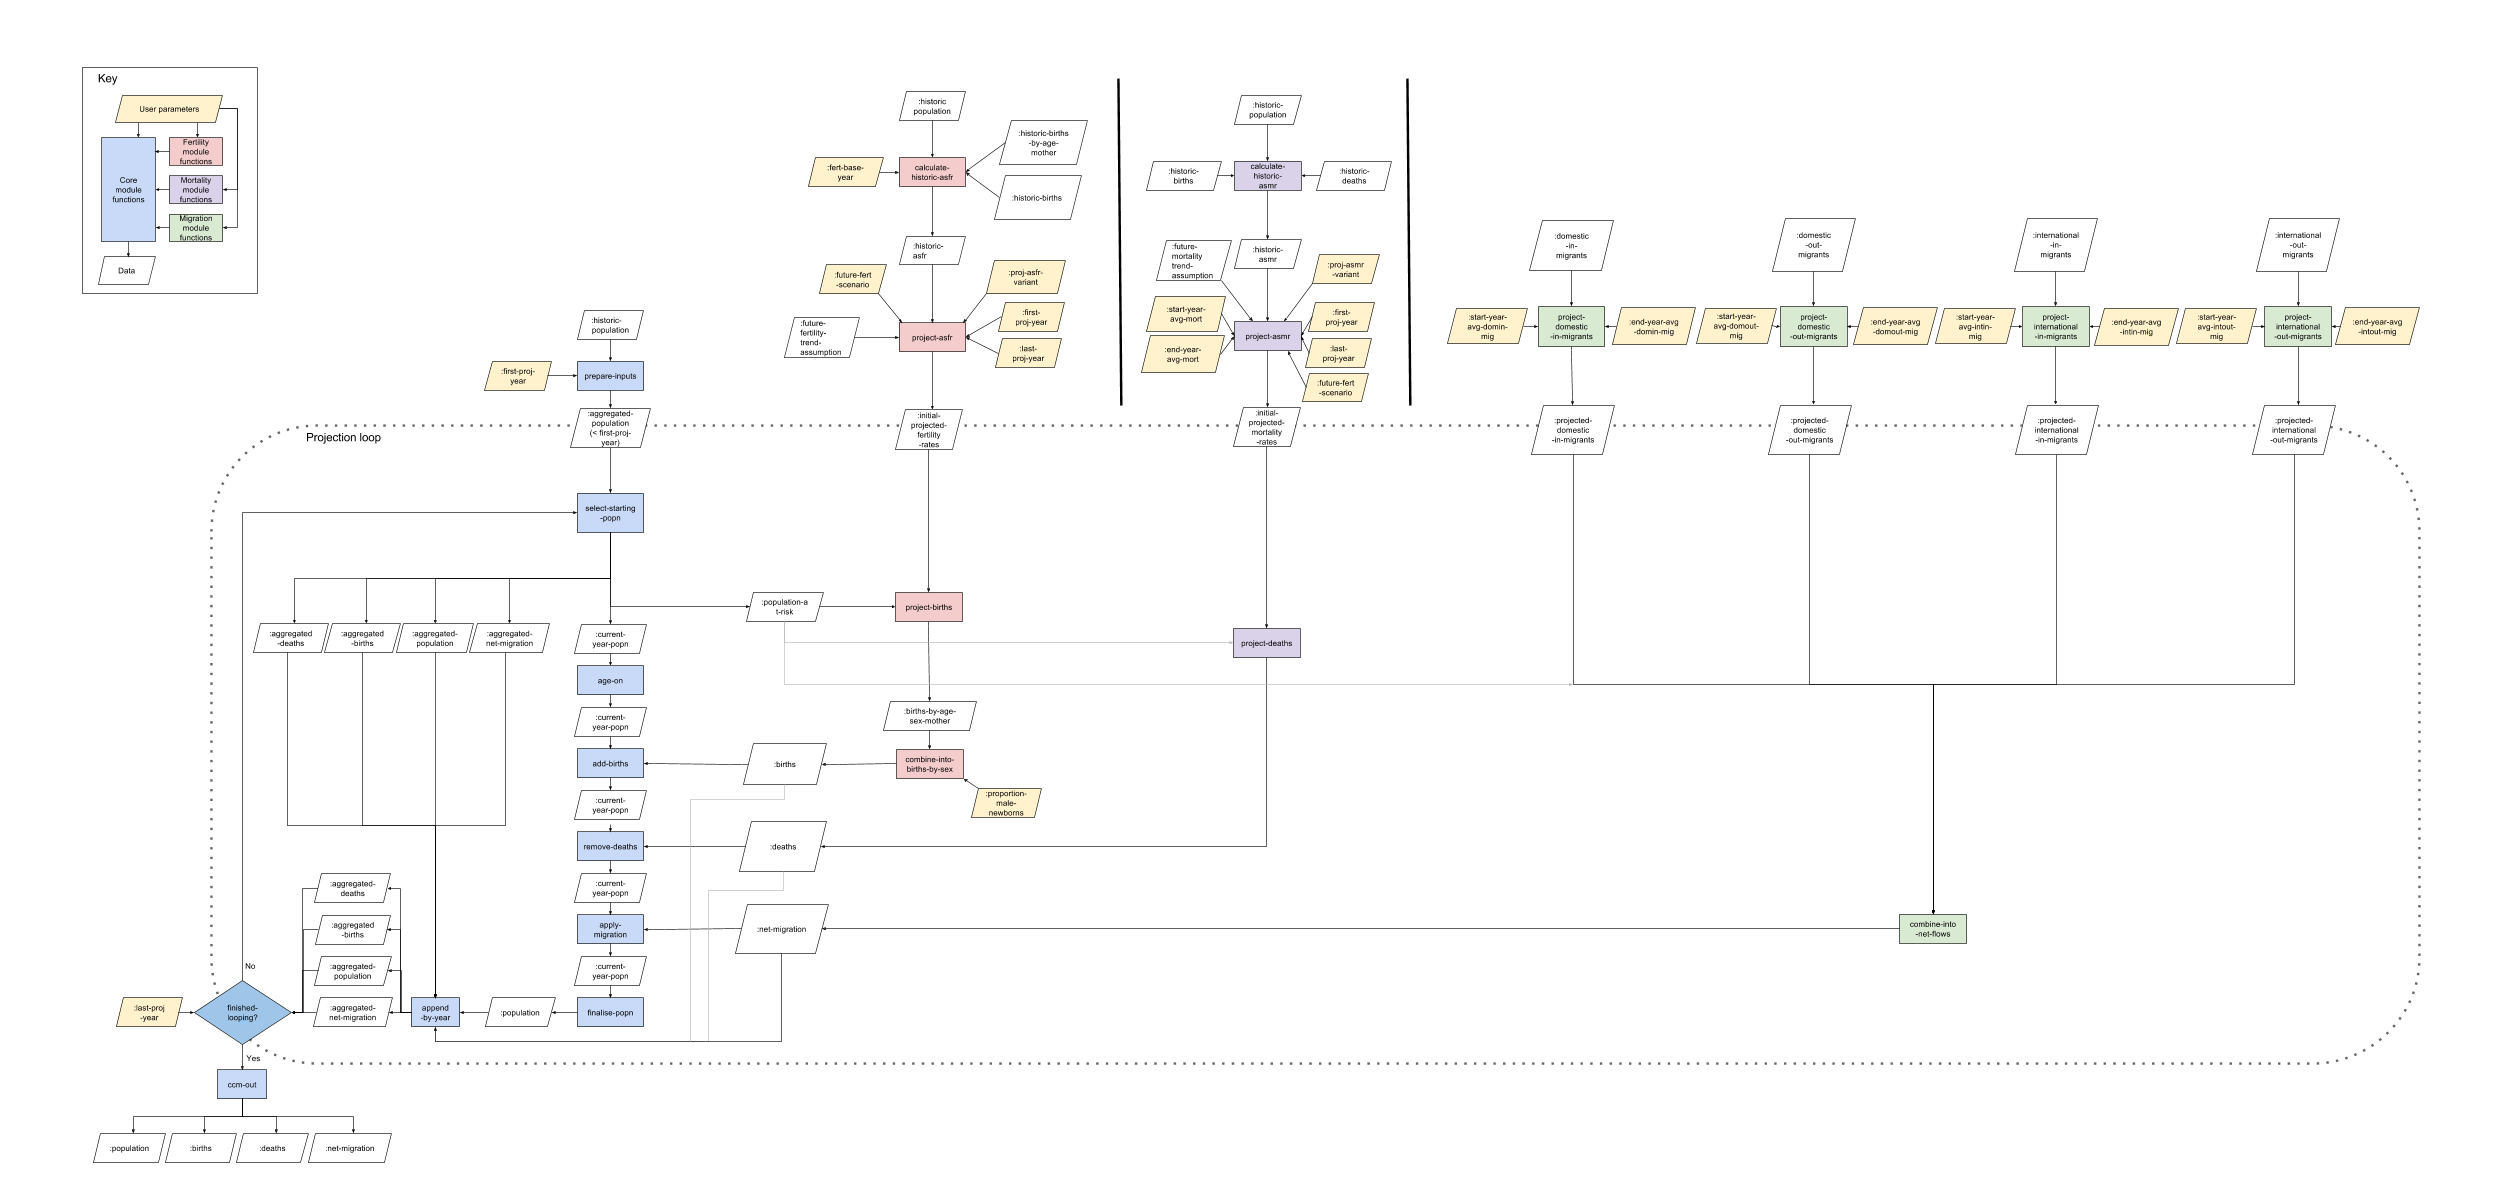 Key
User parameters
Core
module
functions
Fertility
module
functions
Mortality
module
functions
Migration
module
functions
Data
:historic
population
:historic-births
-by-age-
mother
:fert-base-
year
calculate-
historic-asfr
:historic-births
:historic-
asfr
:future-fert
-scenario
:proj-asfr-
variant
:first-
proj-year
:future-
fertility-
trend-
assumption
project-asfr
:last-
proj-year
:initial-
projected-
fertility
-rates
:historic-
population
:historic-
births
calculate-
historic-
asmr
:historic-
deaths
:future-
mortality
trend-
assumption
:historic-
asmr
:proj-asmr
-variant
:start-year-
avg-mort
:first-
proj-year
project-asmr
:end-year-
avg-mort
:last-
proj-year
:future-fert
-scenario
:initial-
projected-
mortality
-rates
:domestic
-in-
migrants
:domestic
-out-
migrants
:international
-in-
migrants
:international
-out-
migrants
:start-year-
avg-domin-
mig
project-
domestic
-in-migrants
:end-year-avg
-domin-mig
:start-year-
avg-domout-
mig
project-
domestic
-out-migrants
:end-year-avg
-domout-mig
:start-year-
avg-intin-
mig
project-
international
-in-migrants
:end-year-avg
-intin-mig
:start-year-
avg-intout-
mig
project-
international
-out-migrants
:end-year-avg
-intout-mig
:projected-
domestic
-in-migrants
:projected-
domestic
-out-migrants
:projected-
international
-in-migrants
:projected-
international
-out-migrants
:historic-
population
:first-proj-
year
prepare-inputs
:aggregated-
population
(< first-proj-
year)
Projection loop
select-starting
-popn
:aggregated
-deaths
:aggregated
-births
:aggregated-
population
:aggregated-
net-migration
:current-
year-popn
:population-a
t-risk
project-births
project-deaths
age-on
:current-
year-popn
:births-by-age-
sex-mother
add-births
:births
combine-into-
births-by-sex
:proportion-
male-
newborns
:current-
year-popn
remove-deaths
:deaths
:current-
year-popn
apply-
migration
:net-migration
combine-into
-net-flows
:current-
year-popn
:aggregated-
deaths
:aggregated
-births
:aggregated-
population
:aggregated-
net-migration
No
:last-proj
-year
finished-
looping?
append
-by-year
:population
finalise-popn
Yes
ccm-out
:population
:births
:deaths
:net-migration